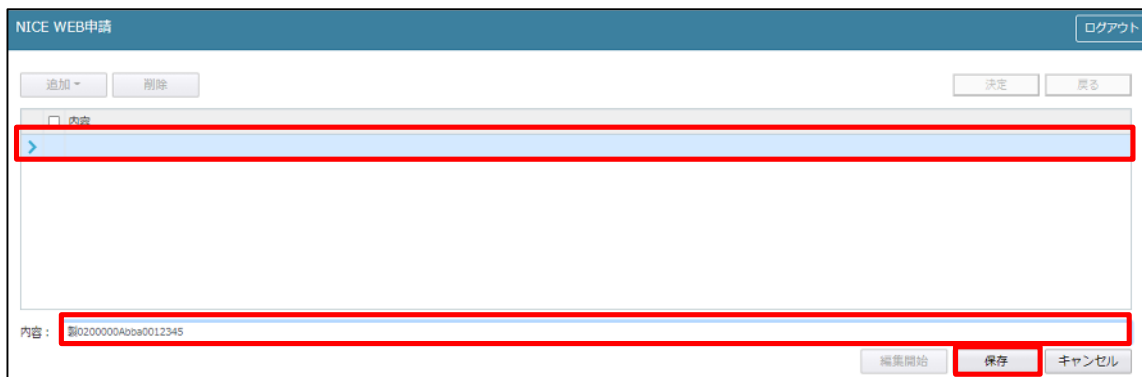 NICE WEB申請 ログアウト
追加 削除 決定 戻る
内容
内容： 製0200000Abba0012345
編集開始 保存 キャンセル